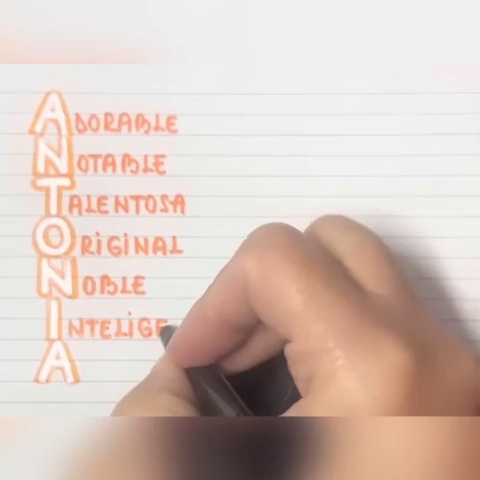 ADORABLE
NOTABLE
TALENTOSA
ORIGINAL
NOBLE
INTELIGE
A